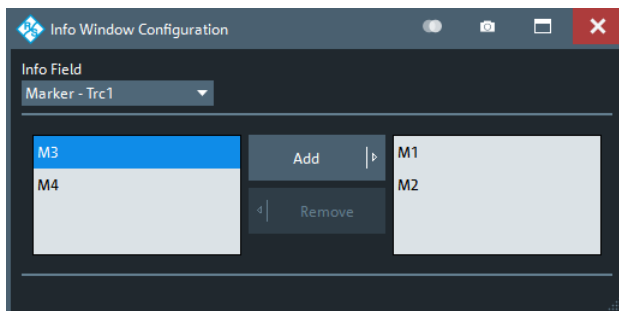 R&S Info Window Configuration
Info Field
Marker - Trc1
M3
M4
Add
Remove
M1
M2